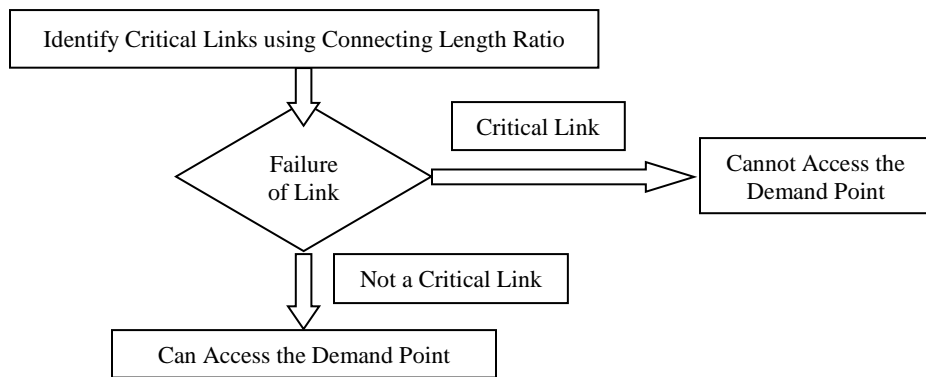 Identify Critical Links using Connecting Length Ratio
Critical Link
Failure
of Link
Cannot Access the
Demand Point
Not a Critical Link
Can Access the Demand Point